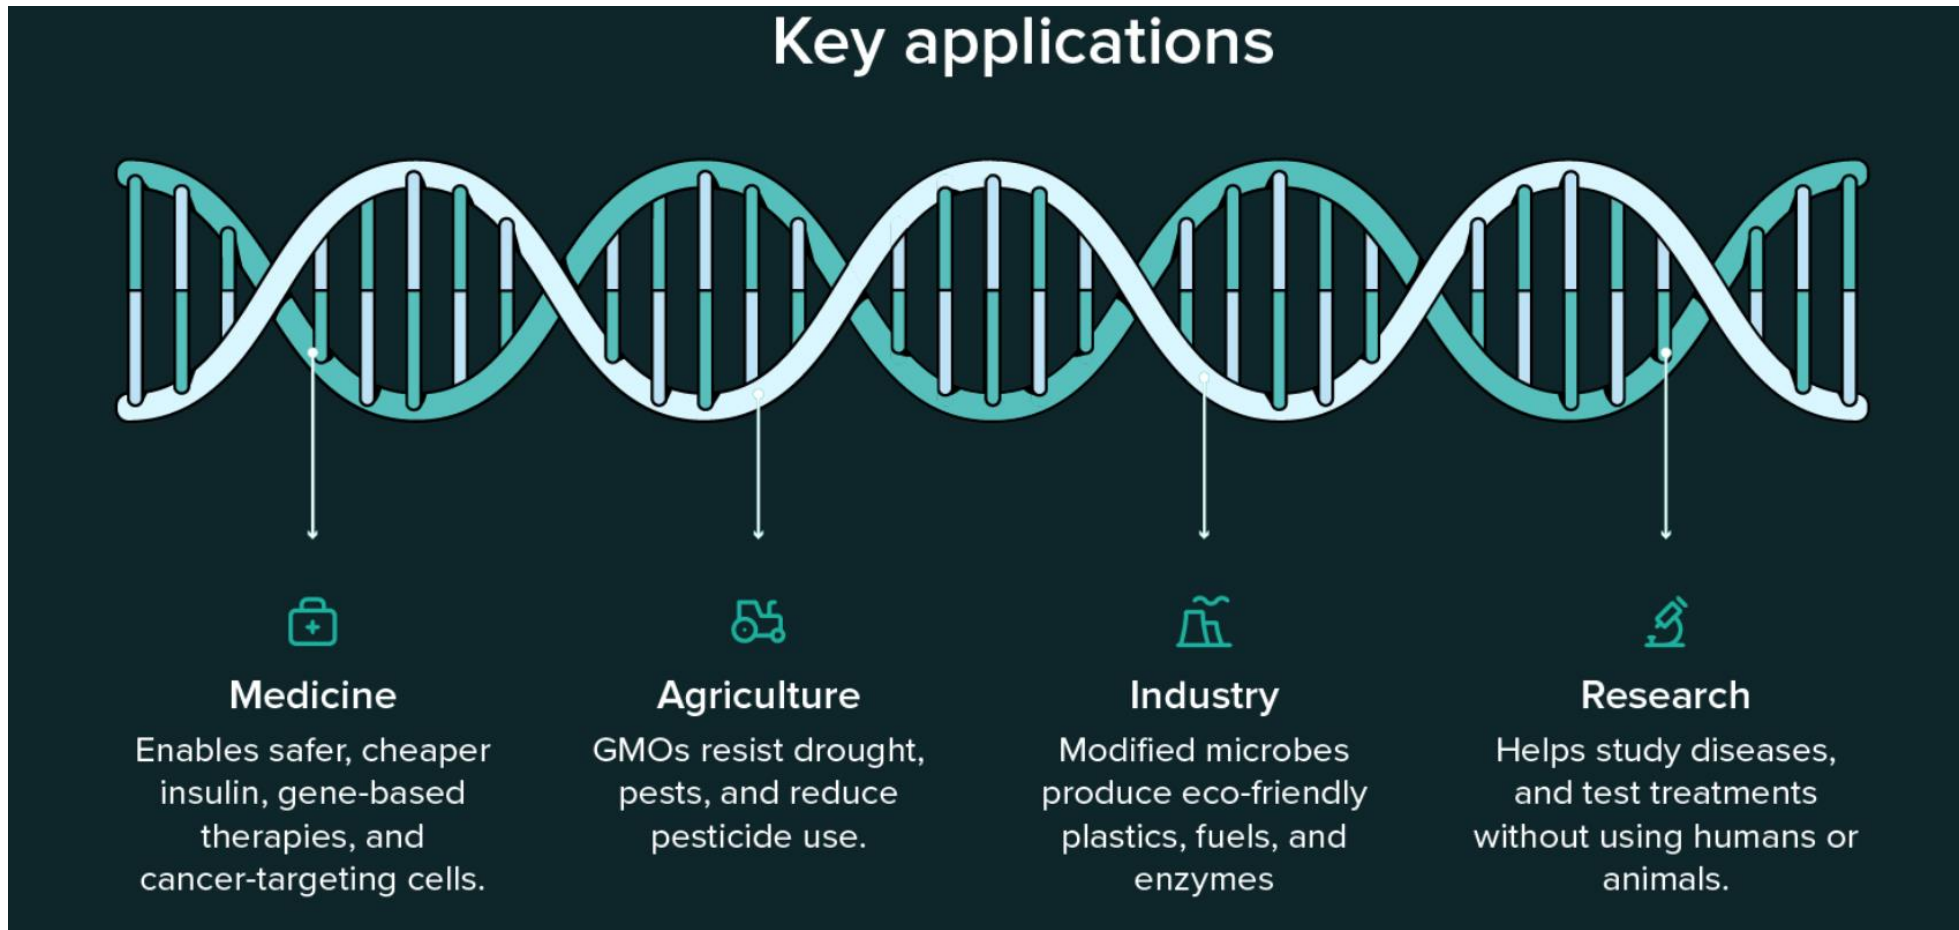 Key applications
Medicine
Enables safer, cheaper
insulin, gene-based
therapies, and
cancer-targeting cells.
Agriculture
GMOs resist drought,
pests, and reduce
pesticide use.
Industry
Modified microbes
produce eco-friendly
plastics, fuels, and
enzymes
Research
Helps study diseases,
and test treatments
without using humans or
animals.